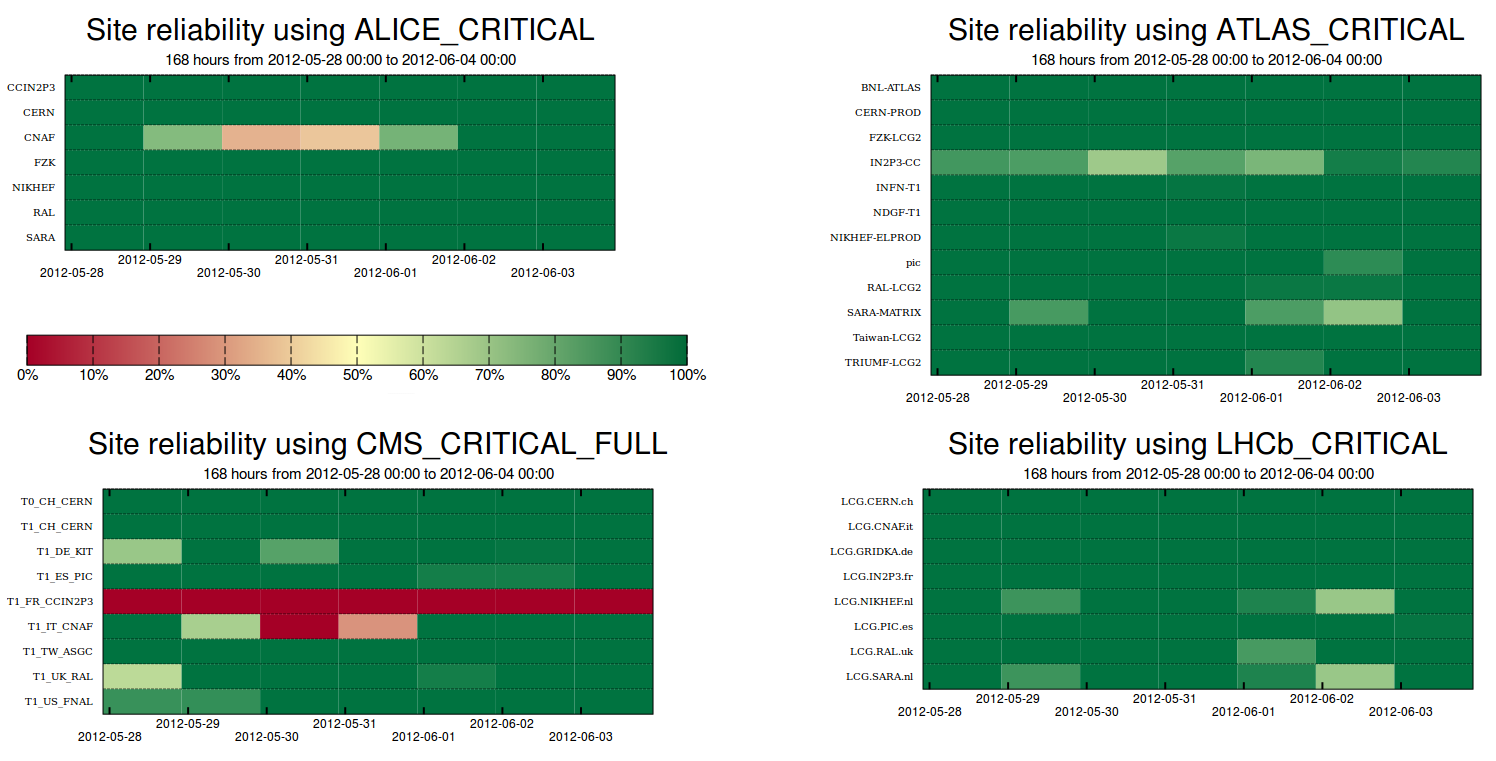 Site reliability using ALICE_CRITICAL
168 hours from 2012-05-28 00:00 to 2012-06-04 00:00
CCIN2P3
CERN
CNAF
FZK
NIKHEF
RAL
SARA
2012-05-29 2012-05-31 2012-06-02
2012-05-28 2012-05-30 2012-06-01 2012-06-03
0% 10% 20% 30% 40% 50% 60% 70% 80% 90% 100%
Site reliability using ATLAS_CRITICAL
168 hours from 2012-05-28 00:00 to 2012-06-04 00:00
BNL-ATLAS
CERN-PROD
FZK-LCG2
IN2P3-CC
INFN-T1
NDGF-T1
NIKHEF-ELPROD
pic
RAL-LCG2
SARA-MATRIX
Taiwan-LCG2
TRIUMF-LCG2
2012-05-29 2012-05-31 2012-06-02
2012-05-28 2012-05-30 2012-06-01 2012-06-03
Site reliability using CMS_CRITICAL_FULL
168 hours from 2012-05-28 00:00 to 2012-06-04 00:00
T0_CH_CERN
T1_CH_CERN
T1_DE_KIT
T1_ES_PIC
T1_FR_CCIN2P3
T1_IT_CNAF
T1_TW_ASGC
T1_UK_RAL
T1_US_FNAL
2012-05-29 2012-05-31 2012-06-02
2012-05-28 2012-05-30 2012-06-01 2012-06-03
Site reliability using LHCb_CRITICAL
168 hours from 2012-05-28 00:00 to 2012-06-04 00:00
LCG.CERN.ch
LCG.CNAF.it
LCG.GRIDKA.de
LCG.IN2P3.fr
LCG.NIKHEF.nl
LCG.PIC.es
LCG.RAL.uk
LCG.SARA.nl
2012-05-29 2012-05-31 2012-06-02
2012-05-28 2012-05-30 2012-06-01 2012-06-03